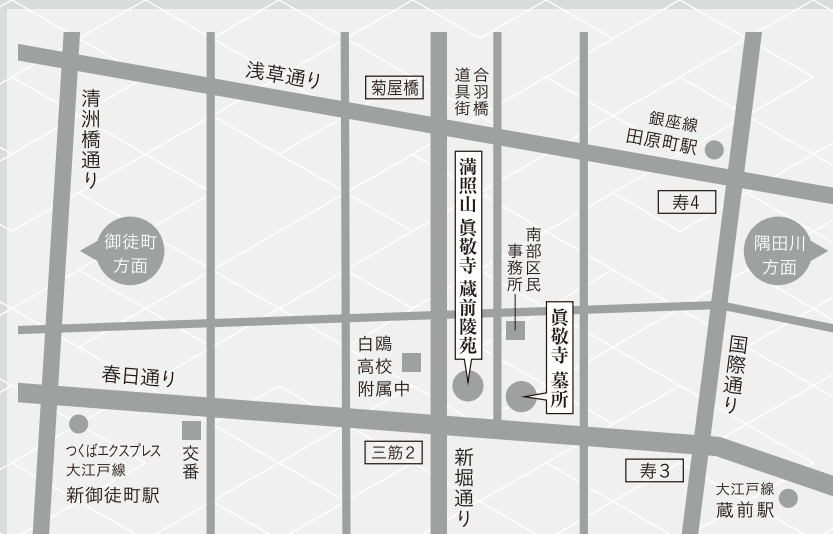 浅草通り
菊屋橋
合羽橋
道具街
清洲橋通り
銀座線
田原町駅
寿4
御徒町
方面
隅田川
方面
満照山 眞敬寺 蔵前陵苑
南部区民
事務所
眞敬寺 墓所
白鴎
高校
附属中
国際通り
春日通り
つくばエクスプレス
大江戸線
新御徒町駅
交番
三筋2
新堀通り
寿3
大江戸線
蔵前駅